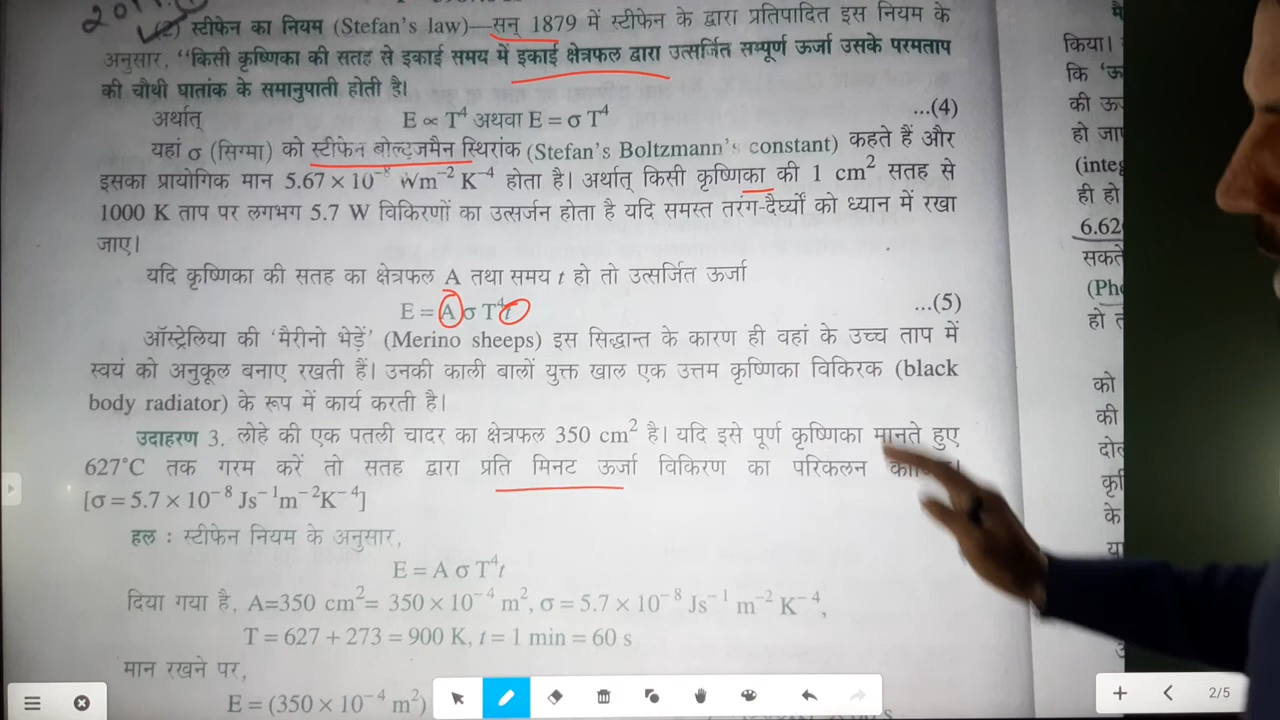 (2) स्टीफेन का नियम (Stefan's law)—सन् 1879 में स्टीफेन के द्वारा प्रतिपादित इस नियम के
अनुसार, “किसी कृष्णिका की सतह से इकाई समय में इकाई क्षेत्रफल द्वारा उत्सर्जित सम्पूर्ण ऊर्जा उसके परमताप
की चौथी घातांक के समानुपाती होती है।
अर्थात् E ∝ T⁴ अथवा E = σ T⁴ ...(4)
यहां σ (सिग्मा) को स्टीफेन बोल्ट्जमैन स्थिरांक (Stefan's Boltzmann's constant) कहते हैं और
इसका प्रायोगिक मान 5.67 × 10⁻⁸ Wm⁻² K⁻⁴ होता है। अर्थात् किसी कृष्णिका की 1 cm² सतह से
1000 K ताप पर लगभग 5.7 W विकिरणों का उत्सर्जन होता है यदि समस्त तरंग-दैर्घ्यों को ध्यान में रखा
जाए।
यदि कृष्णिका की सतह का क्षेत्रफल A तथा समय t हो तो उत्सर्जित ऊर्जा
E = A σ T⁴t ...(5)
ऑस्ट्रेलिया की ‘मैरीनो भेड़ें’ (Merino sheeps) इस सिद्धान्त के कारण ही वहां के उच्च ताप में
स्वयं को अनुकूल बनाए रखती हैं। उनकी काली बालों युक्त खाल एक उत्तम कृष्णिका विकिरक (black
body radiator) के रूप में कार्य करती है।
उदाहरण 3. लोहे की एक पतली चादर का क्षेत्रफल 350 cm² है। यदि इसे पूर्ण कृष्णिका मानते हुए
627°C तक गरम करें तो सतह द्वारा प्रति मिनट ऊर्जा विकिरण का परिकलन
[σ = 5.7 × 10⁻⁸ Js⁻¹m⁻²K⁻⁴]
हल : स्टीफेन नियम के अनुसार,
E = A σ T⁴t
दिया गया है, A=350 cm²= 350 × 10⁻⁴ m², σ = 5.7 × 10⁻⁸ Js⁻¹ m⁻² K⁻⁴,
T = 627 + 273 = 900 K, t = 1 min = 60 s
मान रखने पर,
E = (350 × 10⁻⁴ m²)
किया।
कि ‘ऊ
की ऊ
हो जा
(integ
ही हो
6.62
सकते
(Pho
हो
को
की
के
2/5